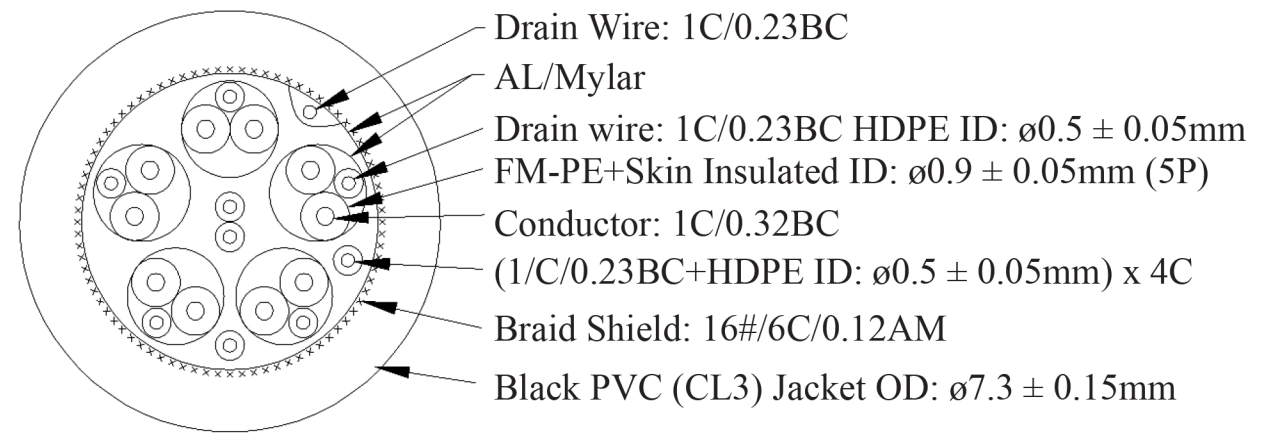 Drain Wire: 1C/0.23BC
AL/Mylar
Drain wire: 1C/0.23BC HDPE ID: ø0.5 ± 0.05mm
FM-PE+Skin Insulated ID: ø0.9 ± 0.05mm (5P)
Conductor: 1C/0.32BC
(1/C/0.23BC+HDPE ID: ø0.5 ± 0.05mm) x 4C
Braid Shield: 16#/6C/0.12AM
Black PVC (CL3) Jacket OD: ø7.3 ± 0.15mm